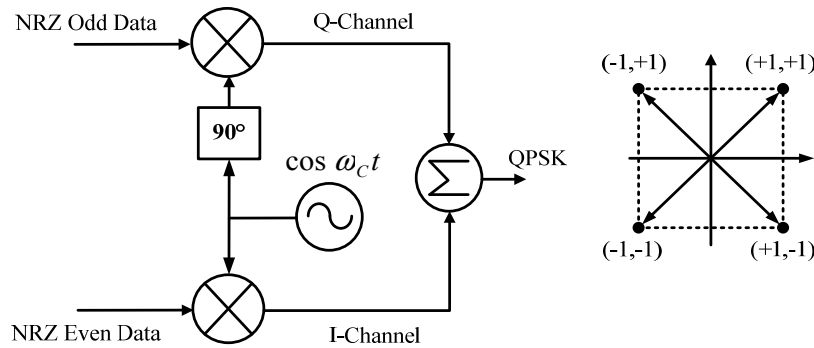 NRZ Odd Data
Q-Channel
90°
cos ω_C t
Σ
QPSK
NRZ Even Data
I-Channel
(-1,+1)
(+1,+1)
(-1,-1)
(+1,-1)